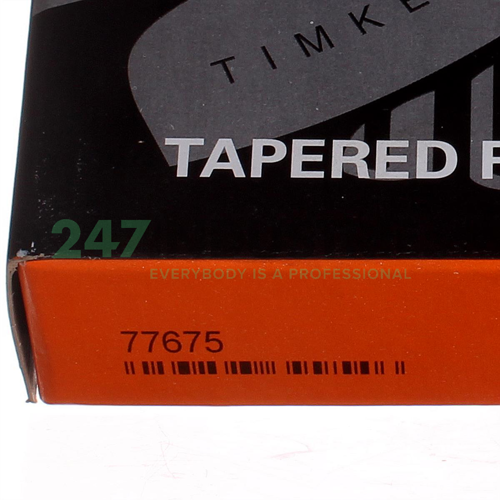 TIMKE
TAPERED
247
EVERYBODY IS A PROFESSIONAL
77675